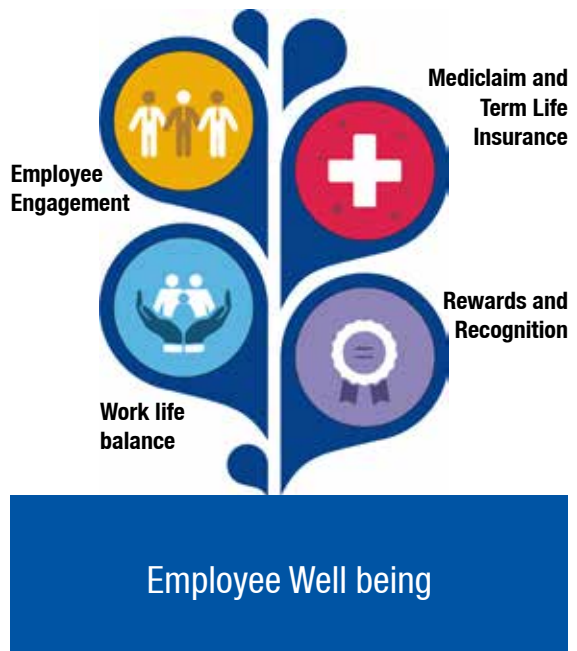 Mediclaim and
Term Life
Insurance
Employee
Engagement
Rewards and
Recognition
Work life
balance
Employee Well being